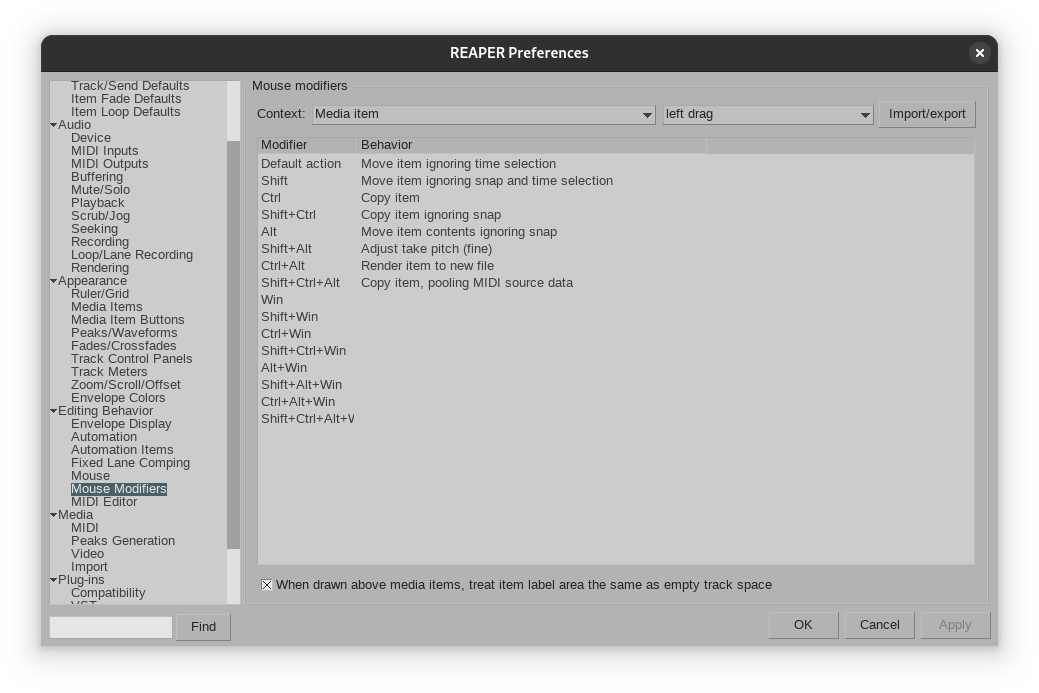 REAPER Preferences
Track/Send Defaults
Item Fade Defaults
Item Loop Defaults
Audio
Device
MIDI Inputs
MIDI Outputs
Buffering
Mute/Solo
Playback
Scrub/Jog
Seeking
Recording
Loop/Lane Recording
Rendering
Appearance
Ruler/Grid
Media Items
Media Item Buttons
Peaks/Waveforms
Fades/Crossfades
Track Control Panels
Track Meters
Zoom/Scroll/Offset
Envelope Colors
Editing Behavior
Envelope Display
Automation
Automation Items
Fixed Lane Comping
Mouse
Mouse Modifiers
MIDI Editor
Media
MIDI
Peaks Generation
Video
Import
Plug-ins
Compatibility
VST
Find
Mouse modifiers
Context: Media item left drag Import/export
Modifier Behavior
Default action Move item ignoring time selection
Shift Move item ignoring snap and time selection
Ctrl Copy item
Shift+Ctrl Copy item ignoring snap
Alt Move item contents ignoring snap
Shift+Alt Adjust take pitch (fine)
Ctrl+Alt Render item to new file
Shift+Ctrl+Alt Copy item, pooling MIDI source data
Win
Shift+Win
Ctrl+Win
Shift+Ctrl+Win
Alt+Win
Shift+Alt+Win
Ctrl+Alt+Win
Shift+Ctrl+Alt+W
When drawn above media items, treat item label area the same as empty track space
OK Cancel Apply